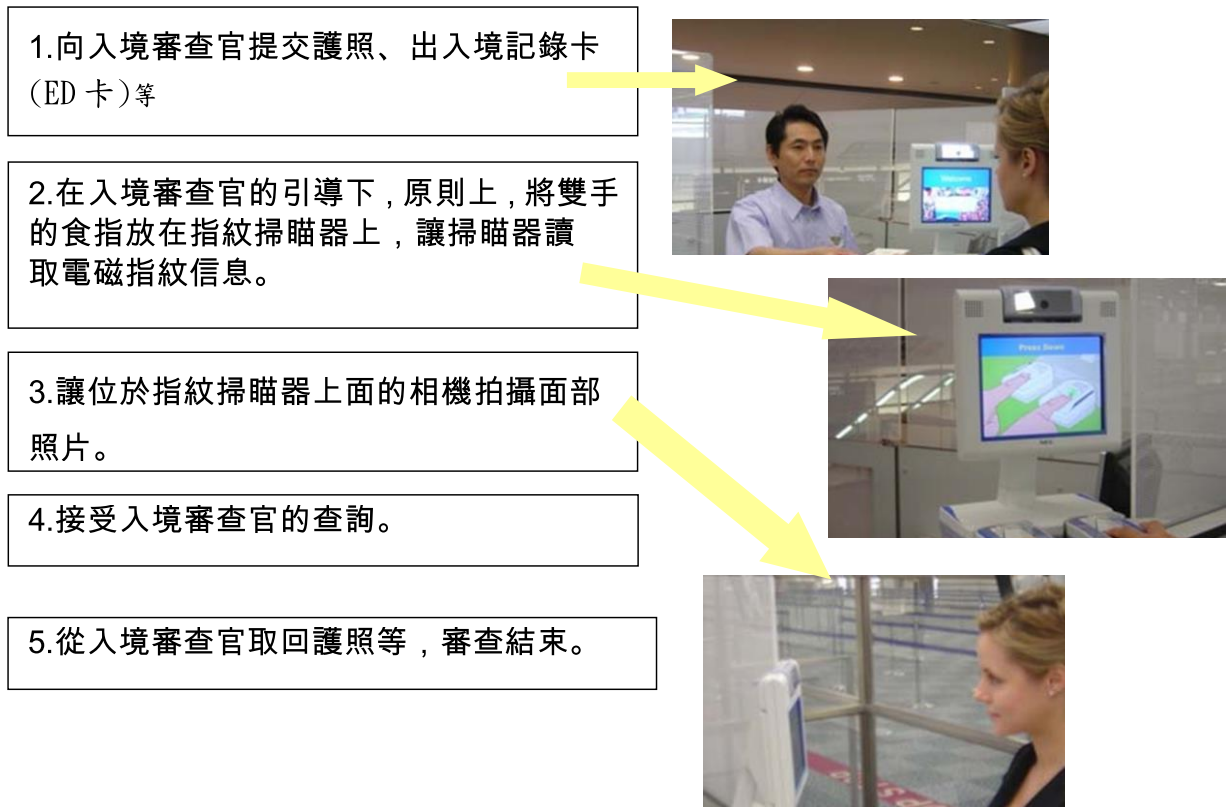 1.向入境審查官提交護照、出入境記錄卡
(ED卡)等
2.在入境審查官的引導下,原則上,將雙手
的食指放在指紋掃瞄器上,讓掃瞄器讀
取電磁指紋信息。
3.讓位於指紋掃瞄器上面的相機拍攝面部
照片。
4.接受入境審查官的查詢。
5.從入境審查官取回護照等,審查結束。
Welcome
Press Down
NEC